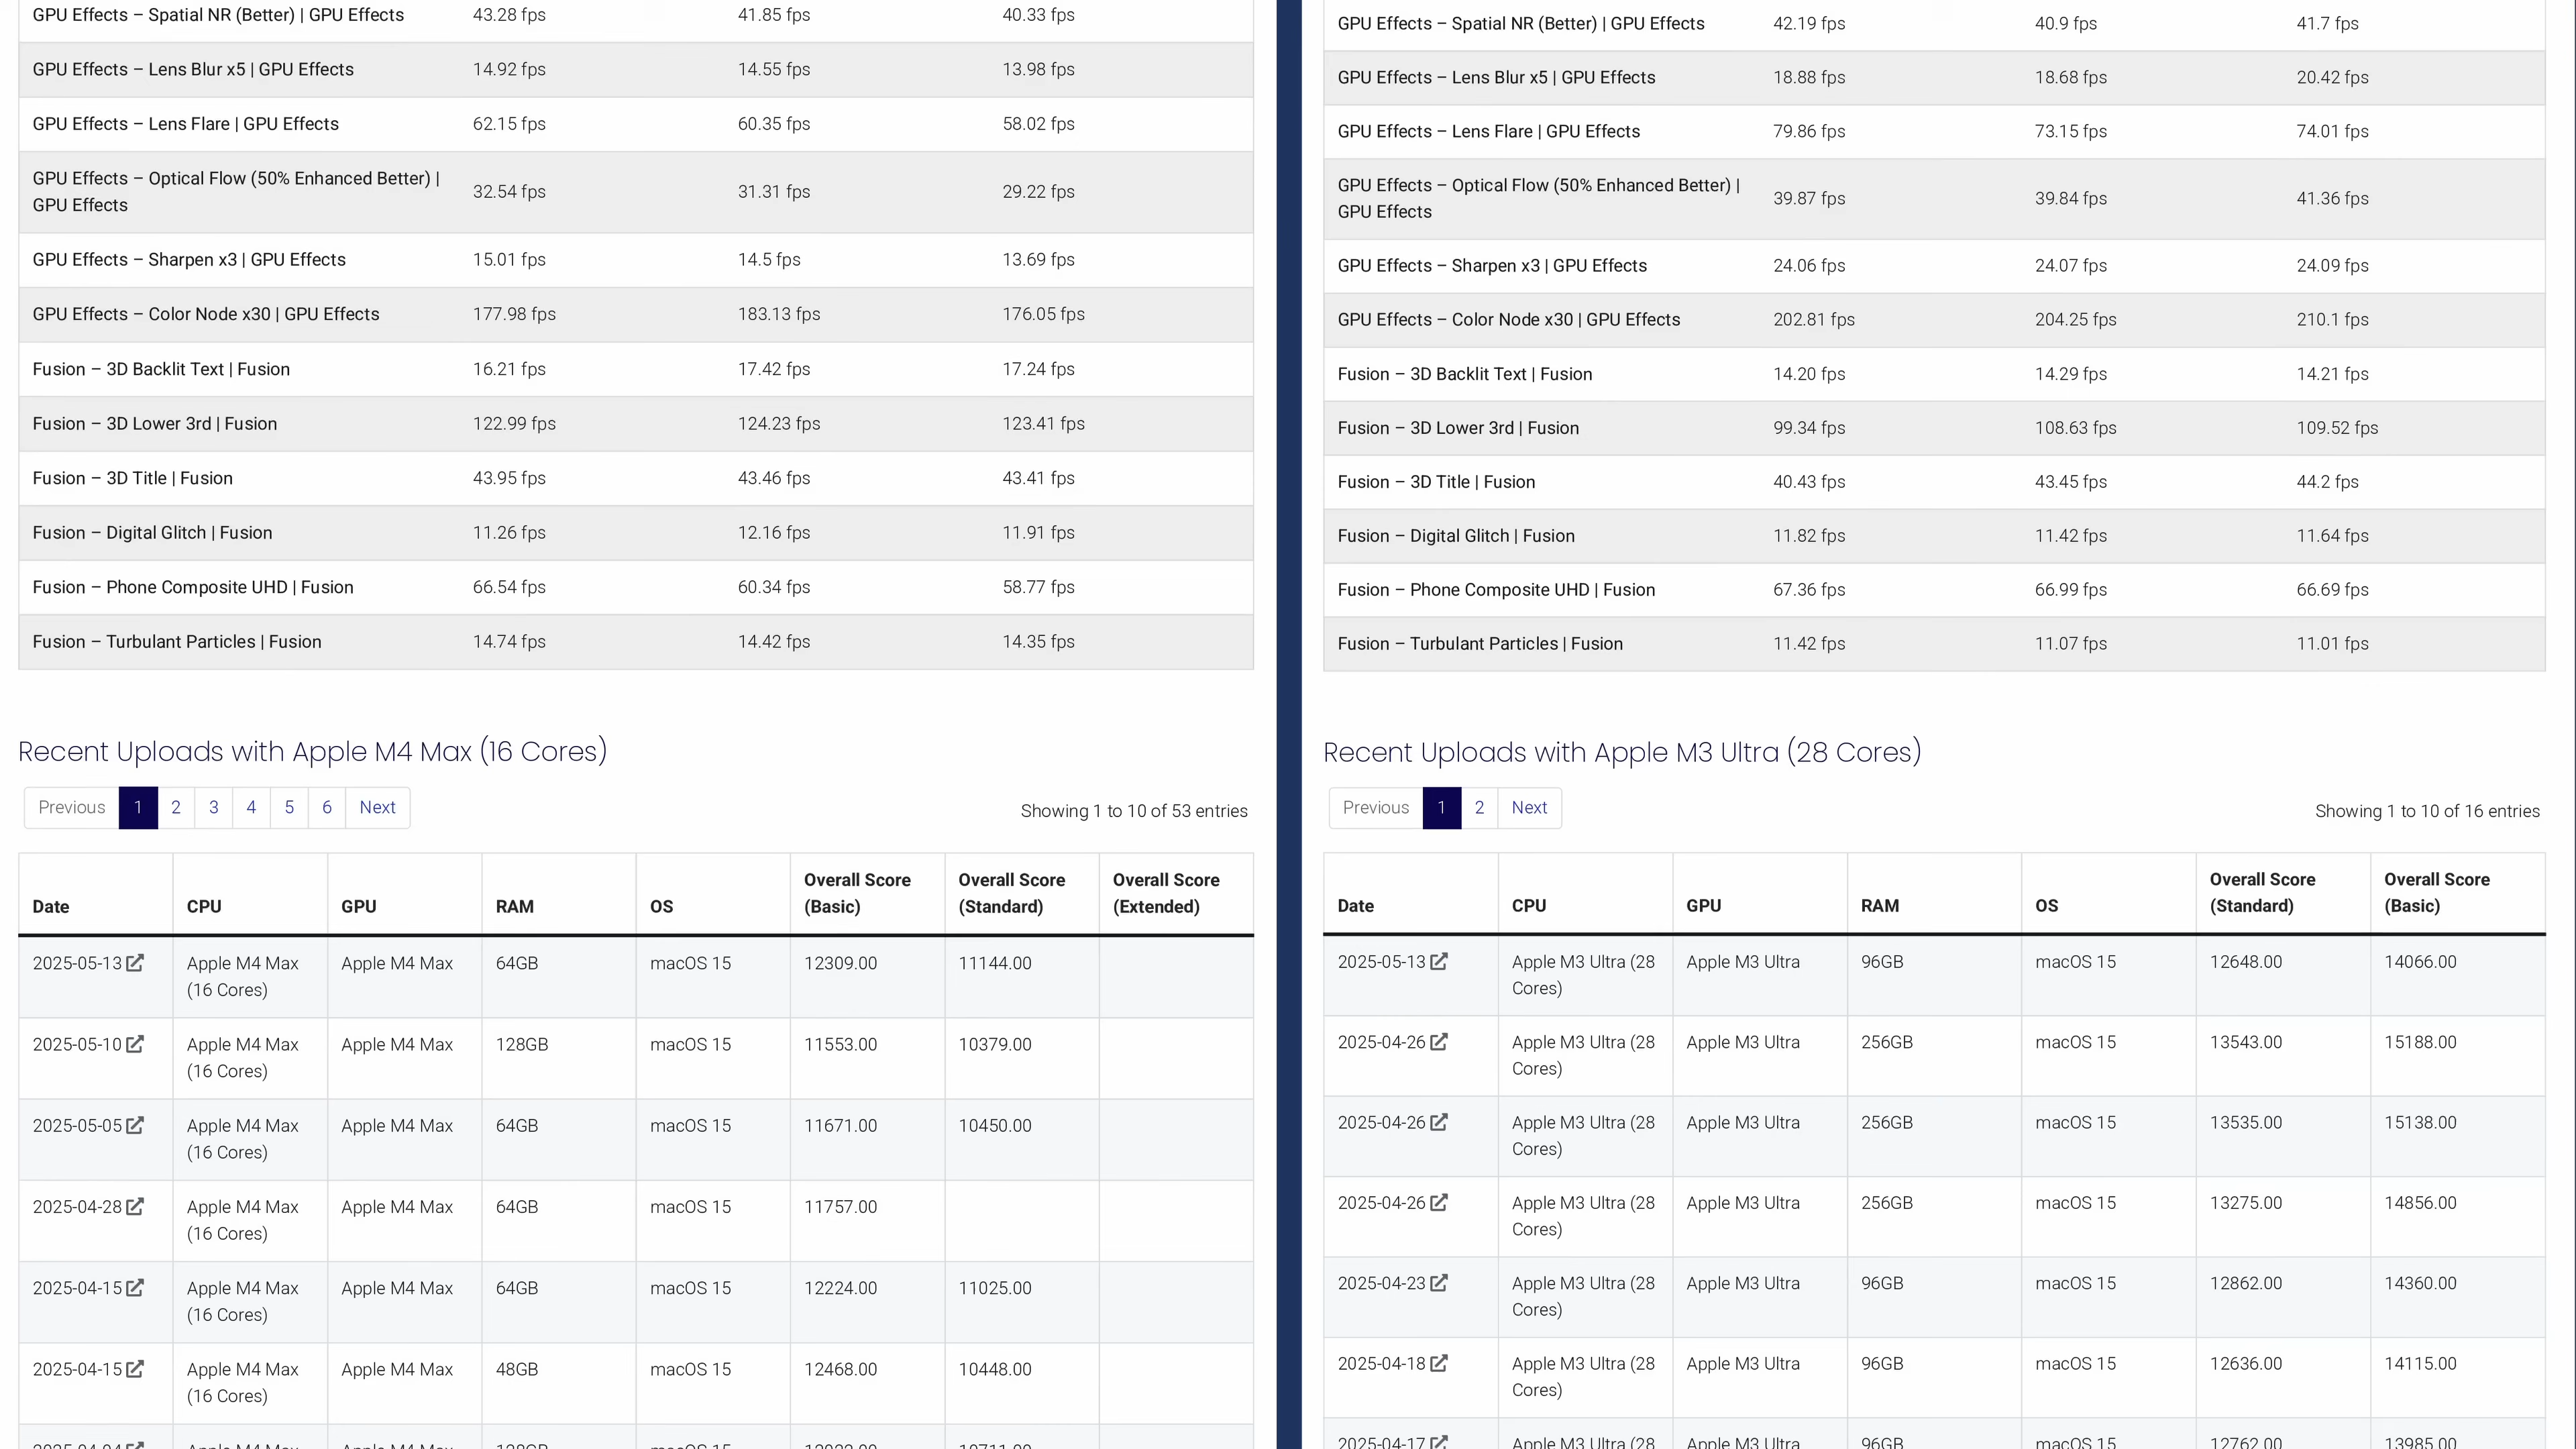 GPU Effects – Spatial NR (Better) | GPU Effects 43.28 fps 41.85 fps 40.33 fps
GPU Effects – Lens Blur x5 | GPU Effects 14.92 fps 14.55 fps 13.98 fps
GPU Effects – Lens Flare | GPU Effects 62.15 fps 60.35 fps 58.02 fps
GPU Effects – Optical Flow (50% Enhanced Better) |
GPU Effects 32.54 fps 31.31 fps 29.22 fps
GPU Effects – Sharpen x3 | GPU Effects 15.01 fps 14.5 fps 13.69 fps
GPU Effects – Color Node x30 | GPU Effects 177.98 fps 183.13 fps 176.05 fps
Fusion – 3D Backlit Text | Fusion 16.21 fps 17.42 fps 17.24 fps
Fusion – 3D Lower 3rd | Fusion 122.99 fps 124.23 fps 123.41 fps
Fusion – 3D Title | Fusion 43.95 fps 43.46 fps 43.41 fps
Fusion – Digital Glitch | Fusion 11.26 fps 12.16 fps 11.91 fps
Fusion – Phone Composite UHD | Fusion 66.54 fps 60.34 fps 58.77 fps
Fusion – Turbulant Particles | Fusion 14.74 fps 14.42 fps 14.35 fps
Recent Uploads with Apple M4 Max (16 Cores)
Previous 1 2 3 4 5 6 Next Showing 1 to 10 of 53 entries
Date CPU GPU RAM OS Overall Score (Basic) Overall Score (Standard) Overall Score (Extended)
2025-05-13 Apple M4 Max (16 Cores) Apple M4 Max 64GB macOS 15 12309.00 11144.00
2025-05-10 Apple M4 Max (16 Cores) Apple M4 Max 128GB macOS 15 11553.00 10379.00
2025-05-05 Apple M4 Max (16 Cores) Apple M4 Max 64GB macOS 15 11671.00 10450.00
2025-04-28 Apple M4 Max (16 Cores) Apple M4 Max 64GB macOS 15 11757.00
2025-04-15 Apple M4 Max (16 Cores) Apple M4 Max 64GB macOS 15 12224.00 11025.00
2025-04-15 Apple M4 Max (16 Cores) Apple M4 Max 48GB macOS 15 12468.00 10448.00
GPU Effects – Spatial NR (Better) | GPU Effects 42.19 fps 40.9 fps 41.7 fps
GPU Effects – Lens Blur x5 | GPU Effects 18.88 fps 18.68 fps 20.42 fps
GPU Effects – Lens Flare | GPU Effects 79.86 fps 73.15 fps 74.01 fps
GPU Effects – Optical Flow (50% Enhanced Better) |
GPU Effects 39.87 fps 39.84 fps 41.36 fps
GPU Effects – Sharpen x3 | GPU Effects 24.06 fps 24.07 fps 24.09 fps
GPU Effects – Color Node x30 | GPU Effects 202.81 fps 204.25 fps 210.1 fps
Fusion – 3D Backlit Text | Fusion 14.20 fps 14.29 fps 14.21 fps
Fusion – 3D Lower 3rd | Fusion 99.34 fps 108.63 fps 109.52 fps
Fusion – 3D Title | Fusion 40.43 fps 43.45 fps 44.2 fps
Fusion – Digital Glitch | Fusion 11.82 fps 11.42 fps 11.64 fps
Fusion – Phone Composite UHD | Fusion 67.36 fps 66.99 fps 66.69 fps
Fusion – Turbulant Particles | Fusion 11.42 fps 11.07 fps 11.01 fps
Recent Uploads with Apple M3 Ultra (28 Cores)
Previous 1 2 Next Showing 1 to 10 of 16 entries
Date CPU GPU RAM OS Overall Score (Standard) Overall Score (Basic)
2025-05-13 Apple M3 Ultra (28 Cores) Apple M3 Ultra 96GB macOS 15 12648.00 14066.00
2025-04-26 Apple M3 Ultra (28 Cores) Apple M3 Ultra 256GB macOS 15 13543.00 15188.00
2025-04-26 Apple M3 Ultra (28 Cores) Apple M3 Ultra 256GB macOS 15 13535.00 15138.00
2025-04-26 Apple M3 Ultra (28 Cores) Apple M3 Ultra 256GB macOS 15 13275.00 14856.00
2025-04-23 Apple M3 Ultra (28 Cores) Apple M3 Ultra 96GB macOS 15 12862.00 14360.00
2025-04-18 Apple M3 Ultra (28 Cores) Apple M3 Ultra 96GB macOS 15 12636.00 14115.00
2025-04-17 Apple M3 Ultra (28 Apple M3 Ultra 96GB macOS 15 12762.00 13985.00